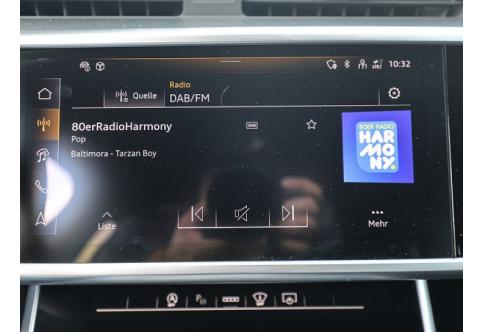 10:32
Radio
Quelle
DAB/FM
80erRadioHarmony
Pop
Baltimora - Tarzan Boy
80ER RADIO
HAR
MO
NY.
Liste
Mehr